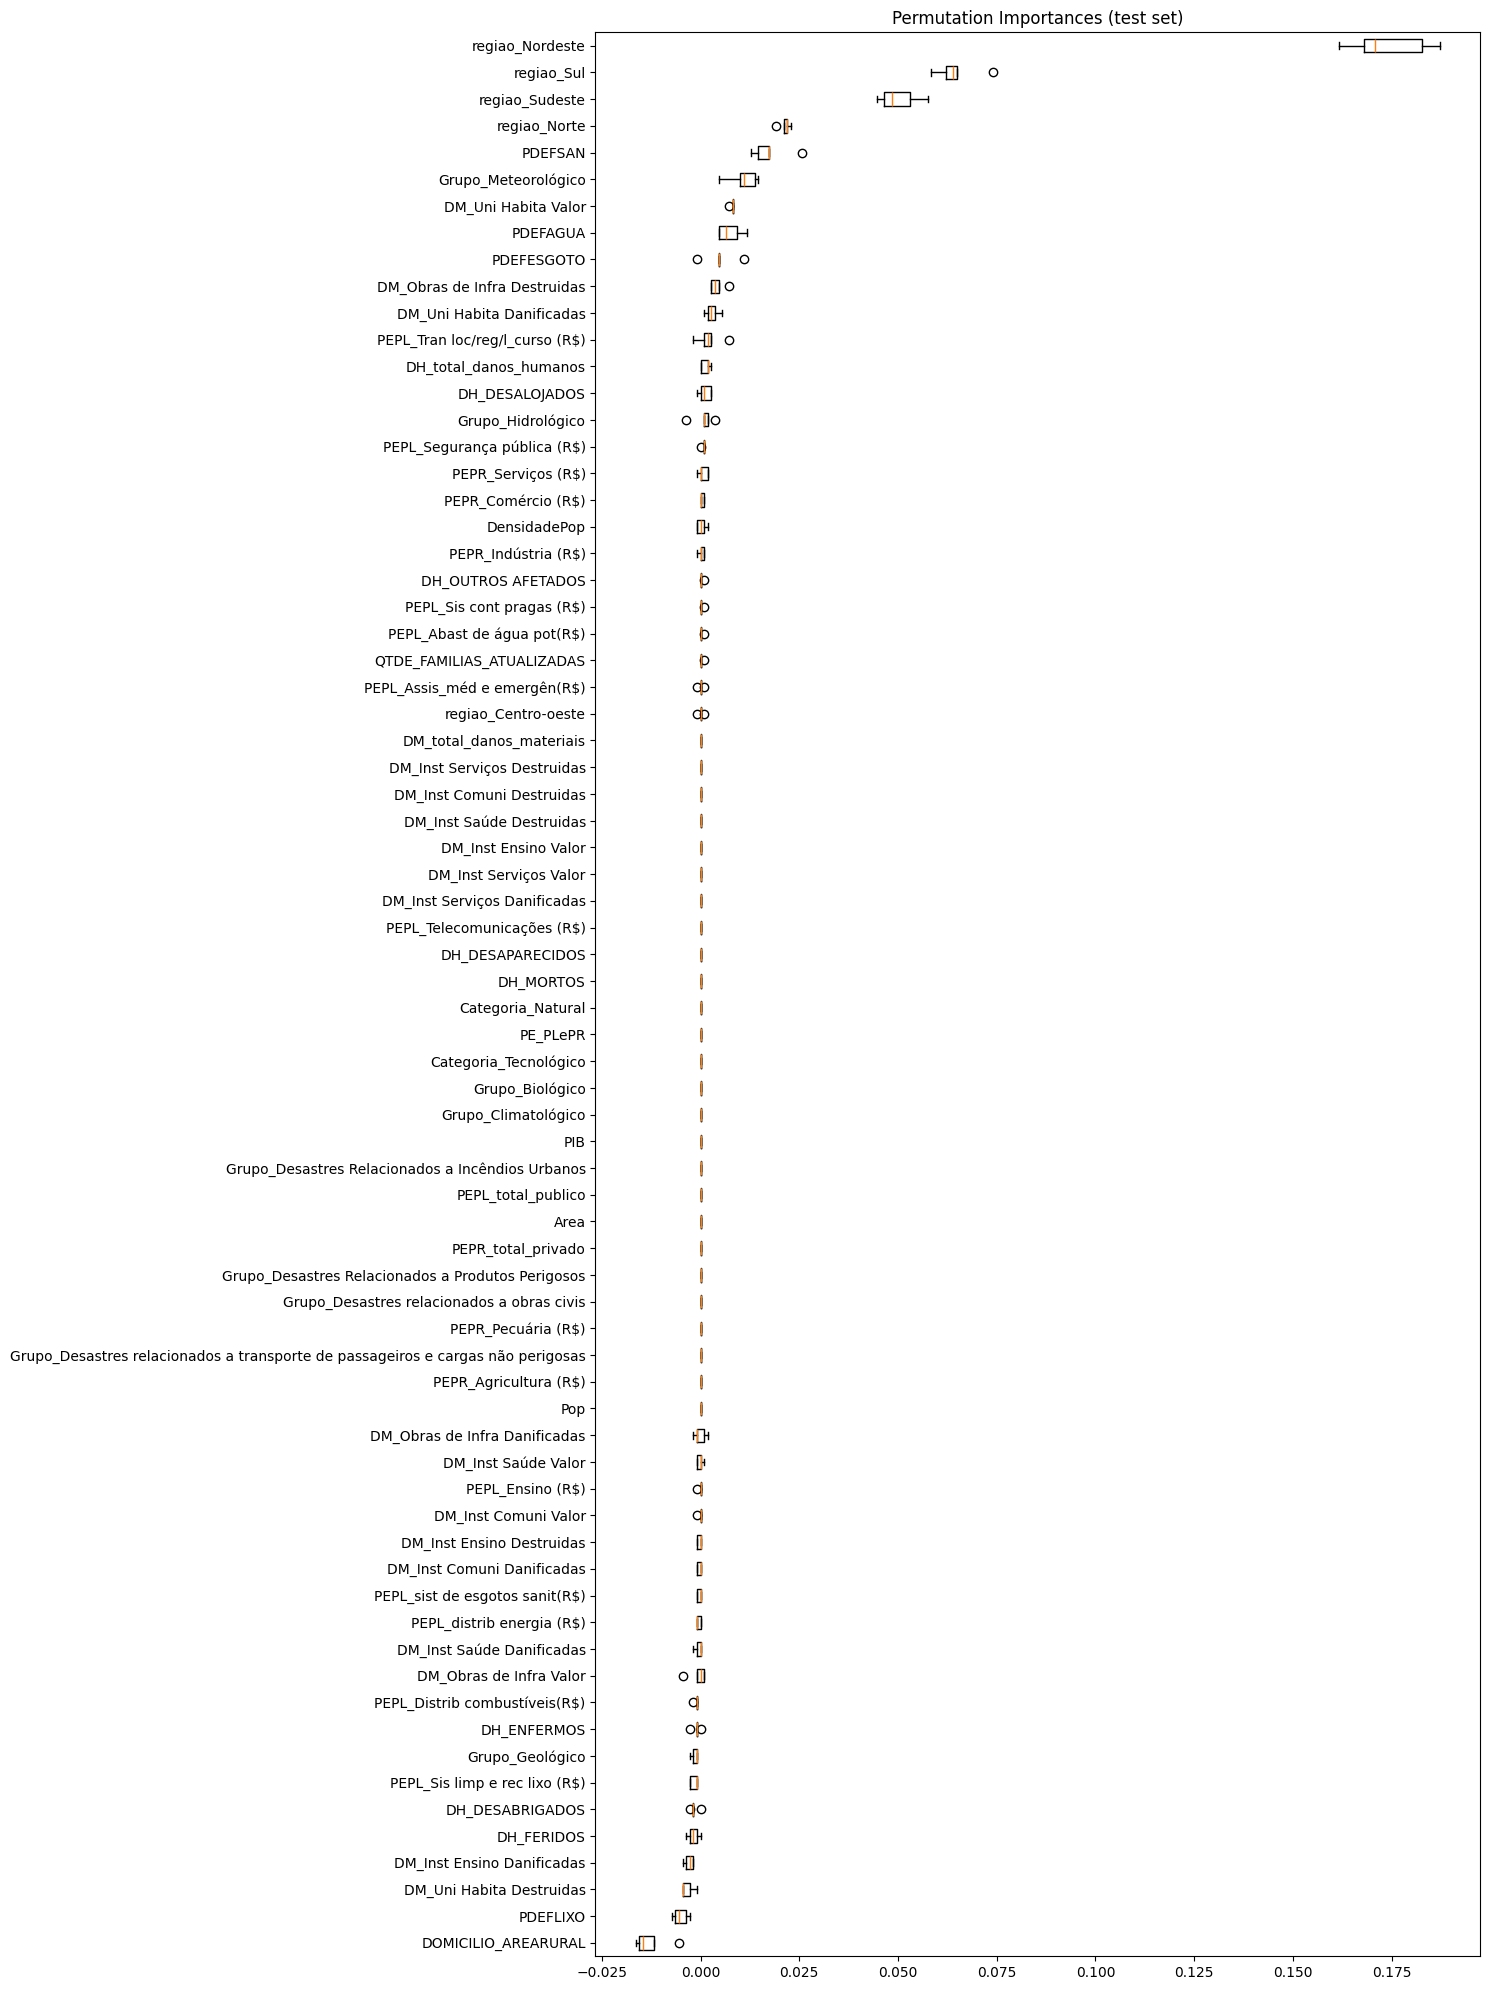 Permutation Importances (test set)
regiao_Nordeste
regiao_Sul
regiao_Sudeste
regiao_Norte
PDEFSAN
Grupo_Meteorológico
DM_Uni Habita Valor
PDEFAGUA
PDEFESGOTO
DM_Obras de Infra Destruidas
DM_Uni Habita Danificadas
PEPL_Tran loc/reg/l_curso (R$)
DH_total_danos_humanos
DH_DESALOJADOS
Grupo_Hidrológico
PEPL_Segurança pública (R$)
PEPR_Serviços (R$)
PEPR_Comércio (R$)
DensidadePop
PEPR_Indústria (R$)
DH_OUTROS AFETADOS
PEPL_Sis cont pragas (R$)
PEPL_Abast de água pot(R$)
QTDE_FAMILIAS_ATUALIZADAS
PEPL_Assis_méd e emergên(R$)
regiao_Centro-oeste
DM_total_danos_materiais
DM_Inst Serviços Destruidas
DM_Inst Comuni Destruidas
DM_Inst Saúde Destruidas
DM_Inst Ensino Valor
DM_Inst Serviços Valor
DM_Inst Serviços Danificadas
PEPL_Telecomunicações (R$)
DH_DESAPARECIDOS
DH_MORTOS
Categoria_Natural
PE_PLePR
Categoria_Tecnológico
Grupo_Biológico
Grupo_Climatológico
PIB
Grupo_Desastres Relacionados a Incêndios Urbanos
PEPL_total_publico
Area
PEPR_total_privado
Grupo_Desastres Relacionados a Produtos Perigosos
Grupo_Desastres relacionados a obras civis
PEPR_Pecuária (R$)
Grupo_Desastres relacionados a transporte de passageiros e cargas não perigosas
PEPR_Agricultura (R$)
Pop
DM_Obras de Infra Danificadas
DM_Inst Saúde Valor
PEPL_Ensino (R$)
DM_Inst Comuni Valor
DM_Inst Ensino Destruidas
DM_Inst Comuni Danificadas
PEPL_sist de esgotos sanit(R$)
PEPL_distrib energia (R$)
DM_Inst Saúde Danificadas
DM_Obras de Infra Valor
PEPL_Distrib combustíveis(R$)
DH_ENFERMOS
Grupo_Geológico
PEPL_Sis limp e rec lixo (R$)
DH_DESABRIGADOS
DH_FERIDOS
DM_Inst Ensino Danificadas
DM_Uni Habita Destruidas
PDEFLIXO
DOMICILIO_AREARURAL
−0.025 0.000 0.025 0.050 0.075 0.100 0.125 0.150 0.175